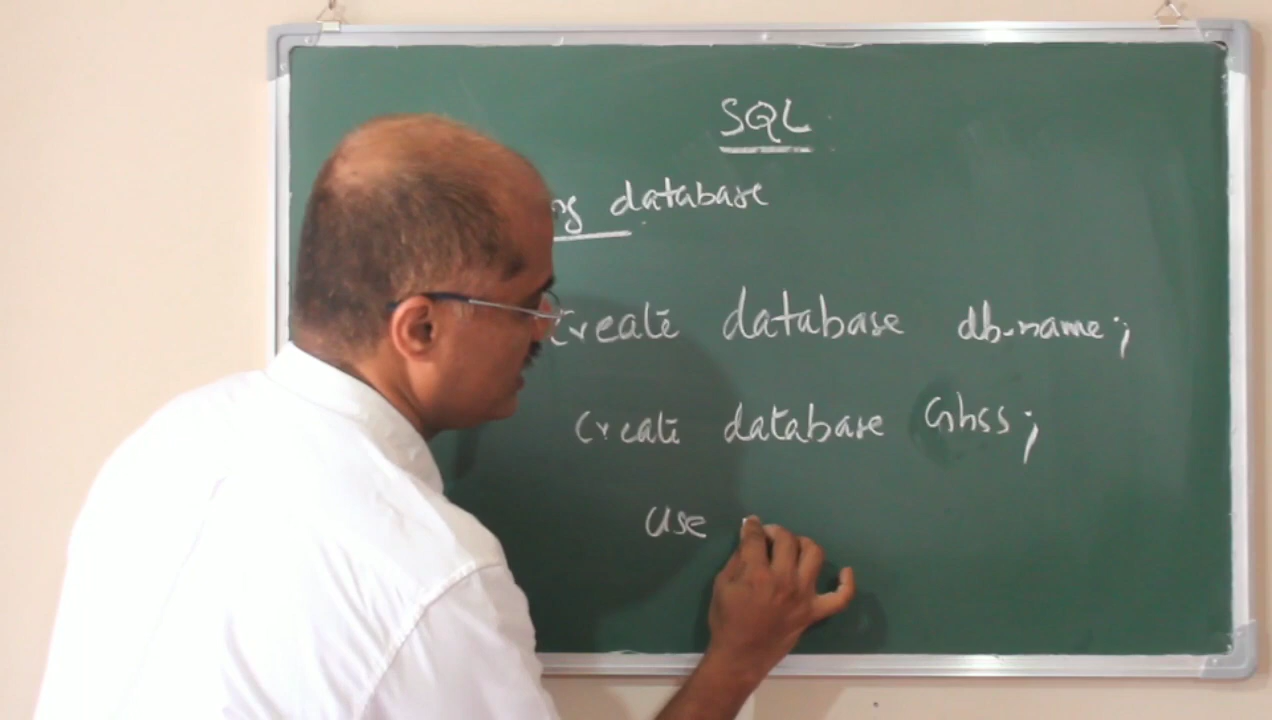 SQL
database
Create database db-name;
Create database Ghss;
use